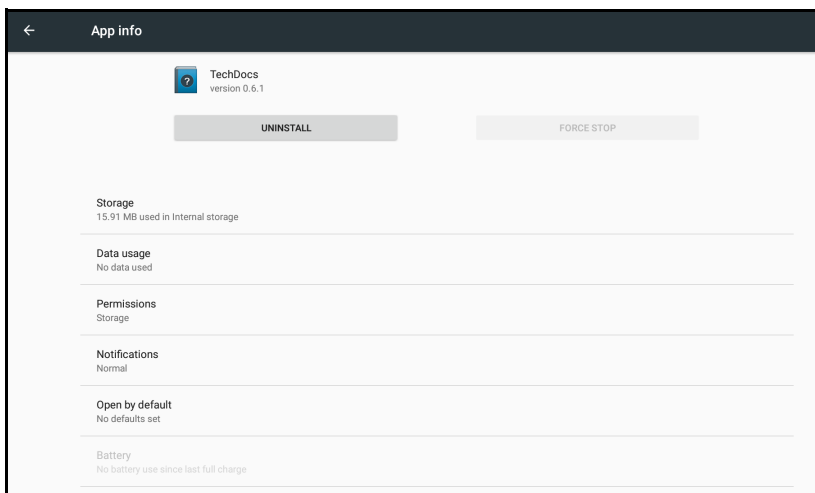 App info
?
TechDocs
version 0.6.1
UNINSTALL
FORCE STOP
Storage
15.91 MB used in Internal storage
Data usage
No data used
Permissions
Storage
Notifications
Normal
Open by default
No defaults set
Battery
No battery use since last full charge